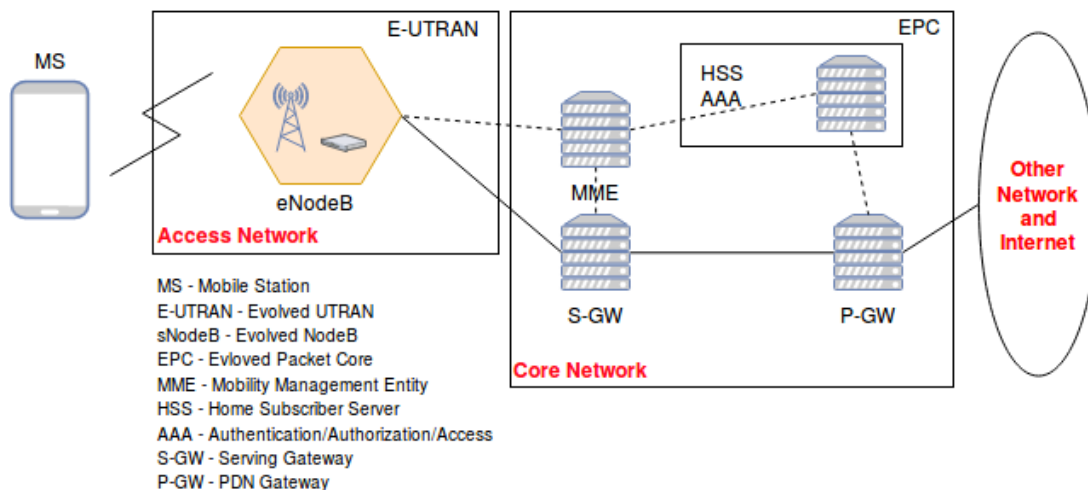 MS
E-UTRAN
eNodeB
Access Network
EPC
HSS
AAA
MME
S-GW
P-GW
Core Network
Other
Network
and
Internet
MS - Mobile Station
E-UTRAN - Evolved UTRAN
sNodeB - Evolved NodeB
EPC - Evloved Packet Core
MME - Mobility Management Entity
HSS - Home Subscriber Server
AAA - Authentication/Authorization/Access
S-GW - Serving Gateway
P-GW - PDN Gateway